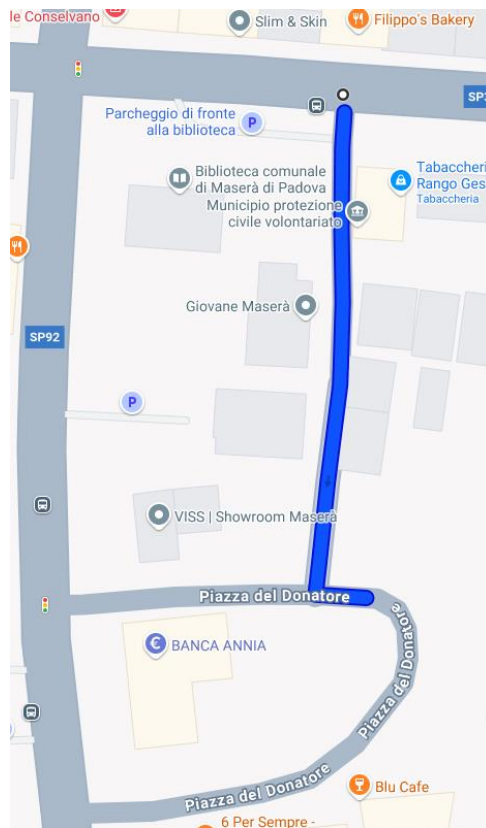 le Conselvano
Slim & Skin
Filippo's Bakery
Parcheggio di fronte
alla biblioteca
P
SP
Biblioteca comunale
di Maserà di Padova
Municipio protezione
civile volontariato
Tabaccheri
Rango Ges
Tabaccheria
Giovane Maserà
SP92
P
VISS | Showroom Maserà
Piazza del Donatore
Piazza del Donatore
BANCA ANNIA
Piazza del Donatore
Blu Cafe
6 Per Sempre -